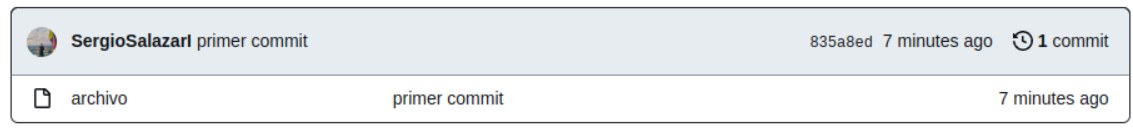 SergioSalazarI primer commit 835a8ed 7 minutes ago 1 commit
archivo primer commit 7 minutes ago